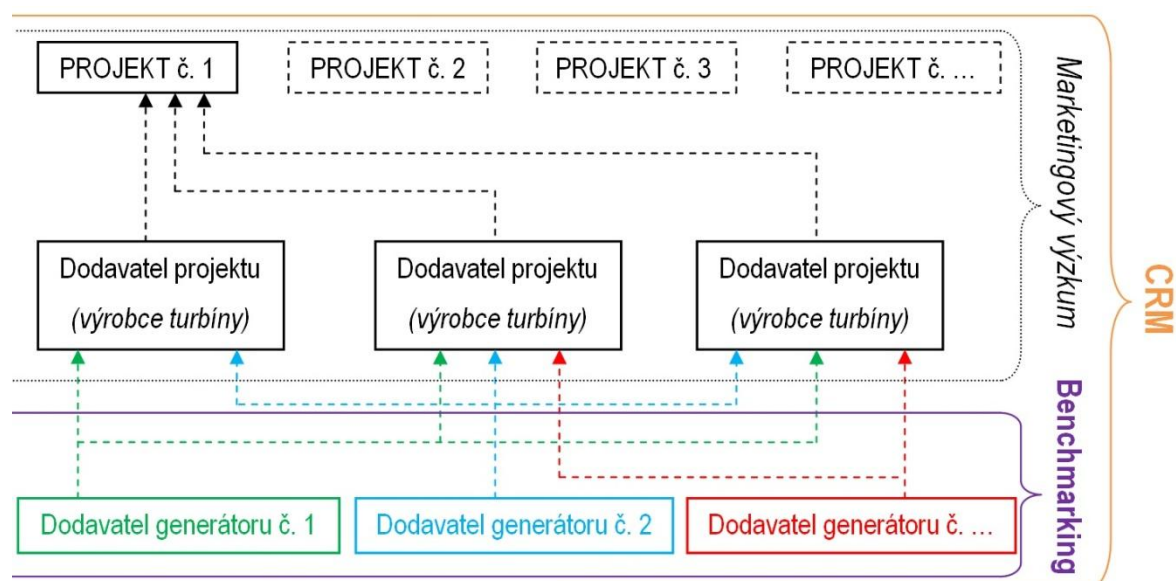 PROJEKT č. 1
PROJEKT č. 2
PROJEKT č. 3
PROJEKT č. …
Marketingový výzkum
CRM
Dodavatel projektu
(výrobce turbíny)
Dodavatel projektu
(výrobce turbíny)
Dodavatel projektu
(výrobce turbíny)
Benchmarking
Dodavatel generátoru č. 1
Dodavatel generátoru č. 2
Dodavatel generátoru č. …